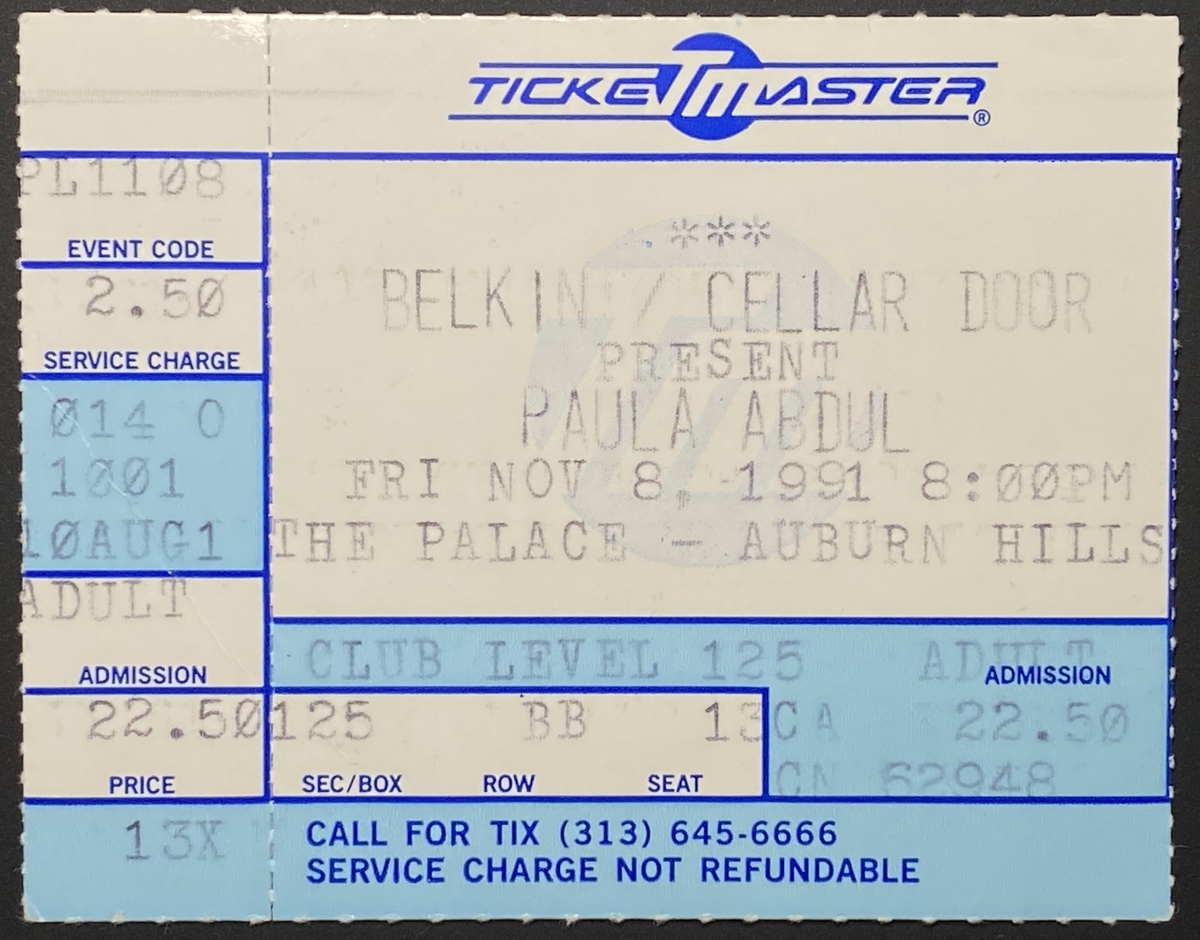 TICKETMASTER®
PL1108
EVENT CODE
2.50
SERVICE CHARGE
014 O
1001
10AUG1
ADULT
ADMISSION
22.50
PRICE
13X
***
BELKIN / CELLAR DOOR
PRESENT
PAULA ABDUL
FRI NOV 8, 1991 8:00PM
THE PALACE - AUBURN HILLS
CLUB LEVEL 125 ADULT
ADMISSION
125 BB 13 CA 22.50
SEC/BOX ROW SEAT CN 62948
CALL FOR TIX (313) 645-6666
SERVICE CHARGE NOT REFUNDABLE